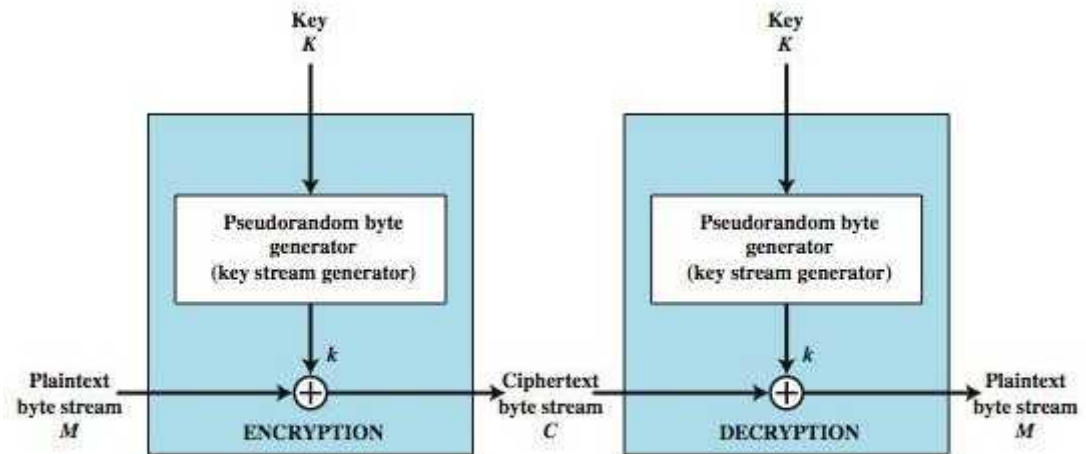 Key
K
Key
K
Pseudorandom byte
generator
(key stream generator)
Pseudorandom byte
generator
(key stream generator)
k
k
Plaintext
byte stream
M
ENCRYPTION
Ciphertext
byte stream
C
DECRYPTION
Plaintext
byte stream
M